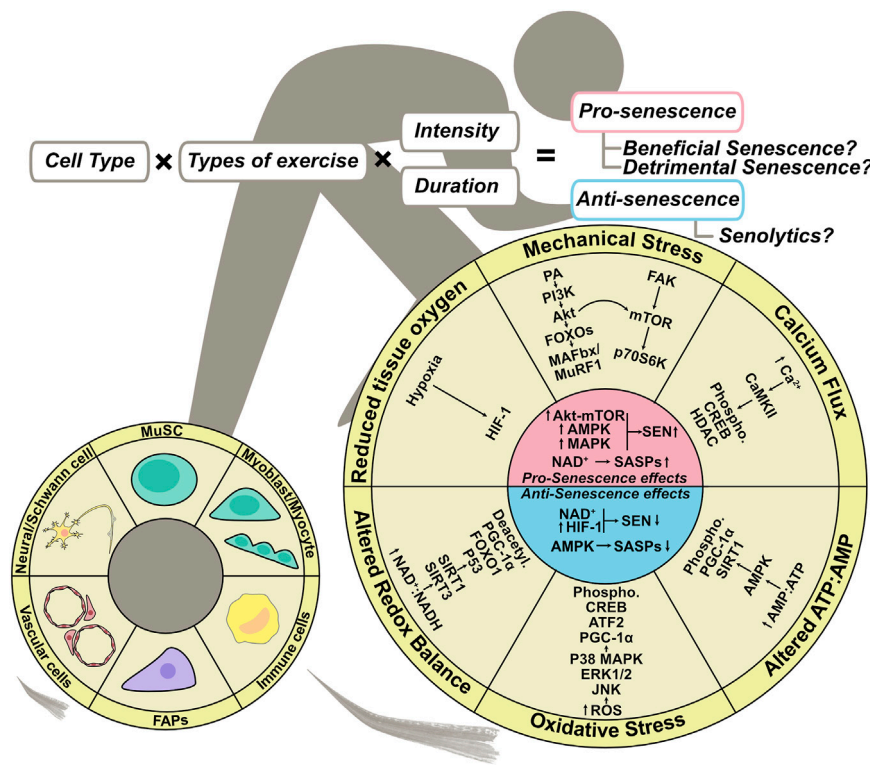 Cell Type × Types of exercise ×
Intensity
Duration
=
Pro-senescence
Beneficial Senescence?
Detrimental Senescence?
Anti-senescence
Senolytics?
Mechanical Stress
PA
PI3K
Akt
FOXOs
MAFbx/
MuRF1
FAK
mTOR
p70S6K
Calcium Flux
↑ Ca²⁺
CaMKII
Phospho.
CREB
HDAC
Altered ATP:AMP
↑ AMP:ATP
AMPK
Phospho.
PGC-1α
SIRT1
Oxidative Stress
Phospho.
CREB
ATF2
PGC-1α
P38 MAPK
ERK1/2
JNK
↑ROS
Altered Redox Balance
↑ NAD⁺:NADH
SIRT1
SIRT3
Deacetyl.
PGC-1α
FOXO1
P53
Reduced tissue oxygen
Hypoxia
HIF-1
↑Akt-mTOR
↑ AMPK
↑ MAPK
→SEN↑
NAD⁺ → SASPs ↑
Pro-Senescence effects
Anti-Senescence effects
NAD⁺
↑HIF-1
→SEN ↓
AMPK→SASPs ↓
MuSC
Myoblast/Myocyte
Immune cells
FAPs
Vascular cells
Neural/Schwann cell